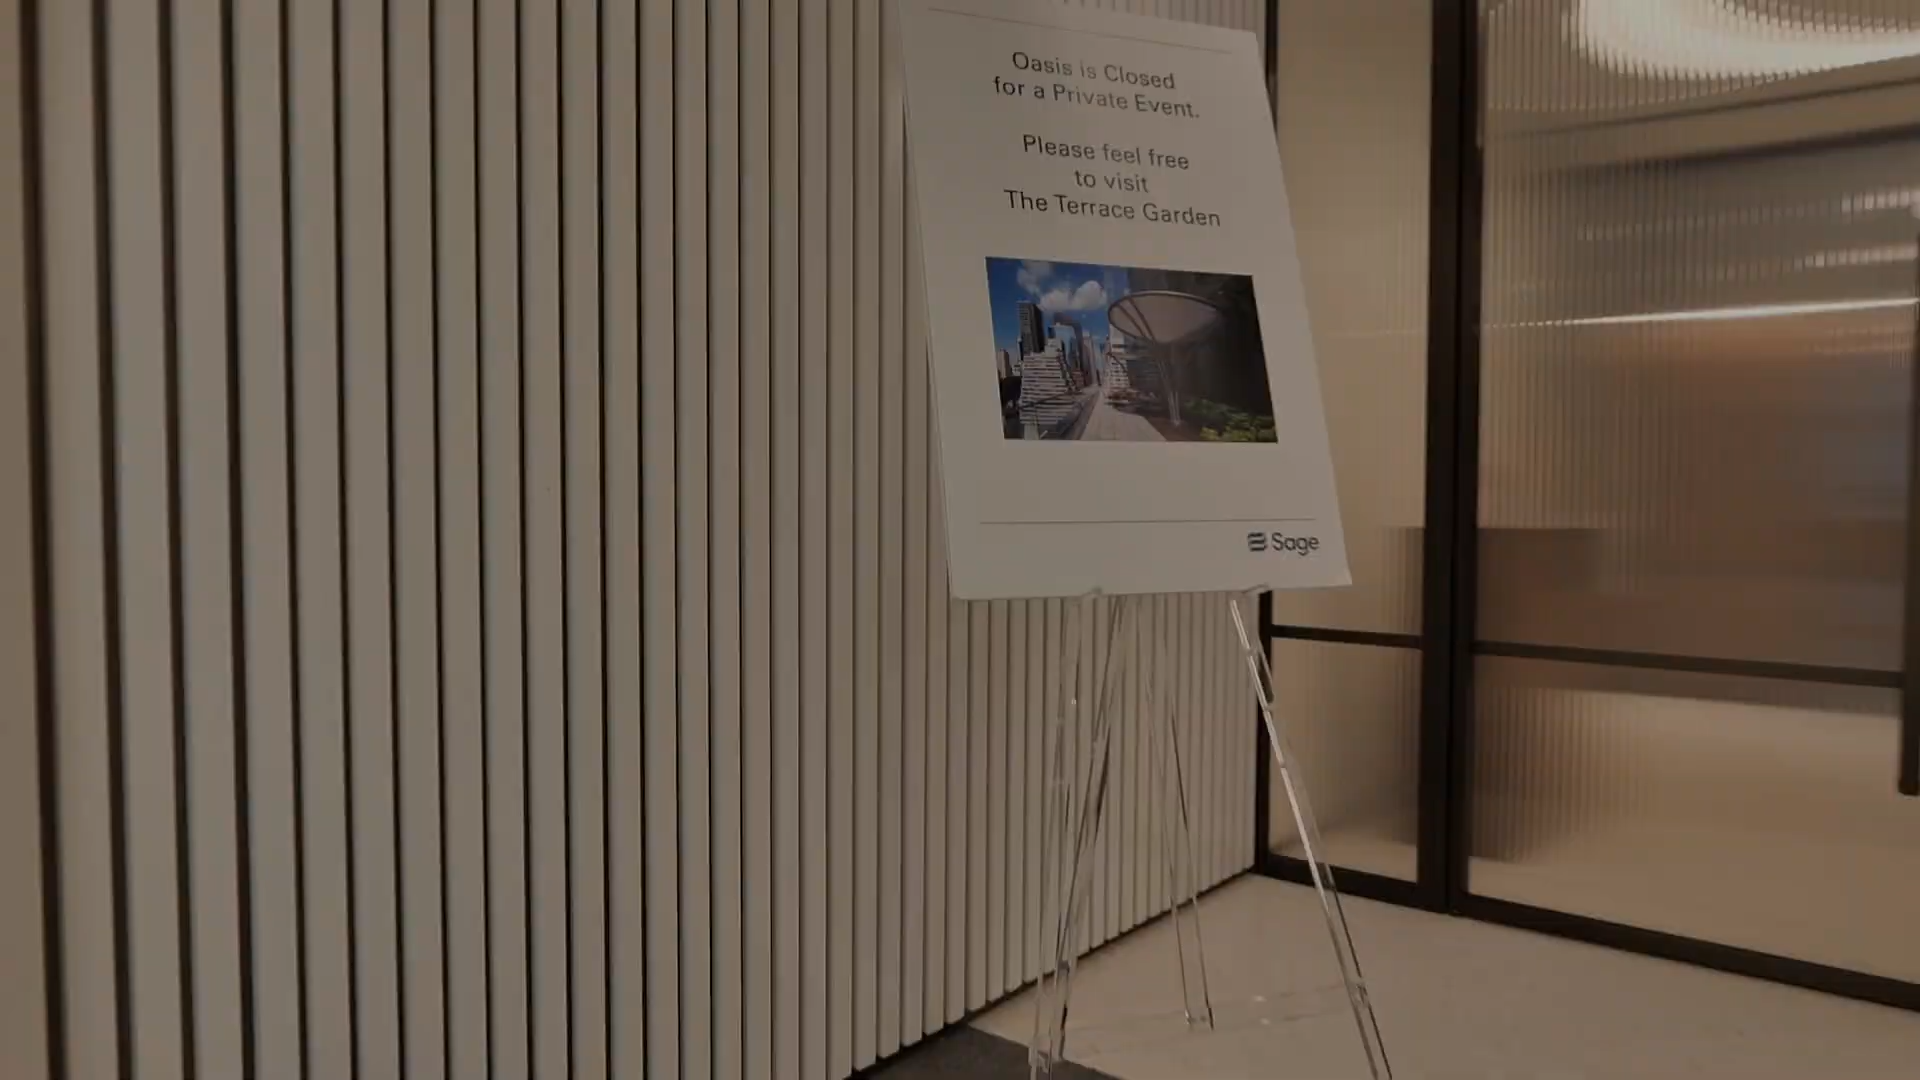 Oasis is Closed
for a Private Event.
Please feel free
to visit
The Terrace Garden
Sage